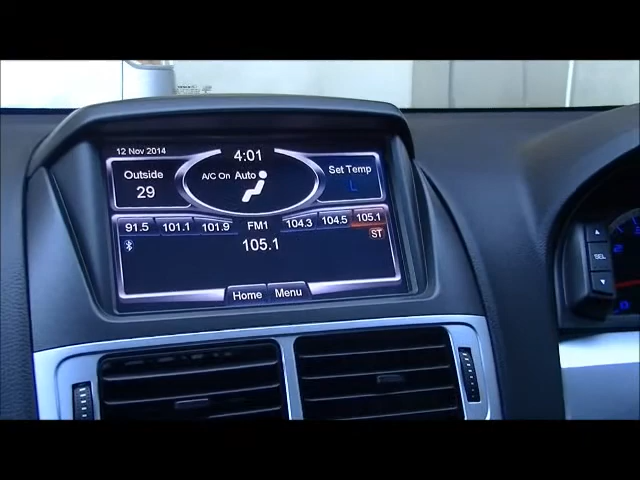 12 Nov 2014
4:01
Outside
29
A/C On Auto
Set Temp
L
91.5 101.1 101.9 FM1 104.3 104.5 105.1
105.1
ST
Home Menu
SEL